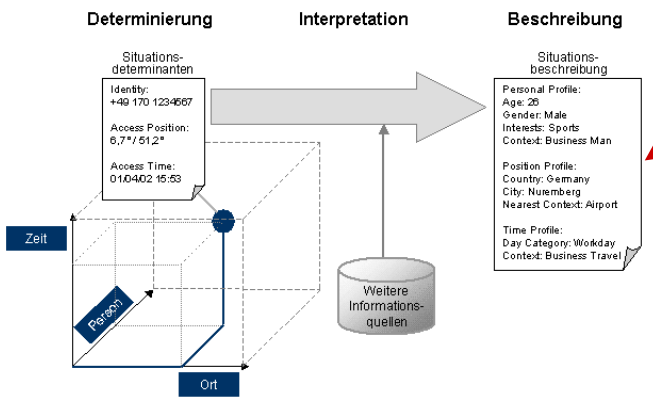 Determinierung
Interpretation
Beschreibung
Situations-
determinanten
Identity:
+49 170 1234567
Access Position:
6,7°/ 51,2°
Access Time:
01/04/02 15:53
Situations-
beschreibung
Personal Profile:
Age: 26
Gender: Male
Interests: Sports
Context: Business Man
Position Profile:
Country: Germany
City: Nuremberg
Nearest Context: Airport
Time Profile:
Day Category: Workday
Context: Business Travel
Zeit
Person
Ort
Weitere
Informations-
quellen